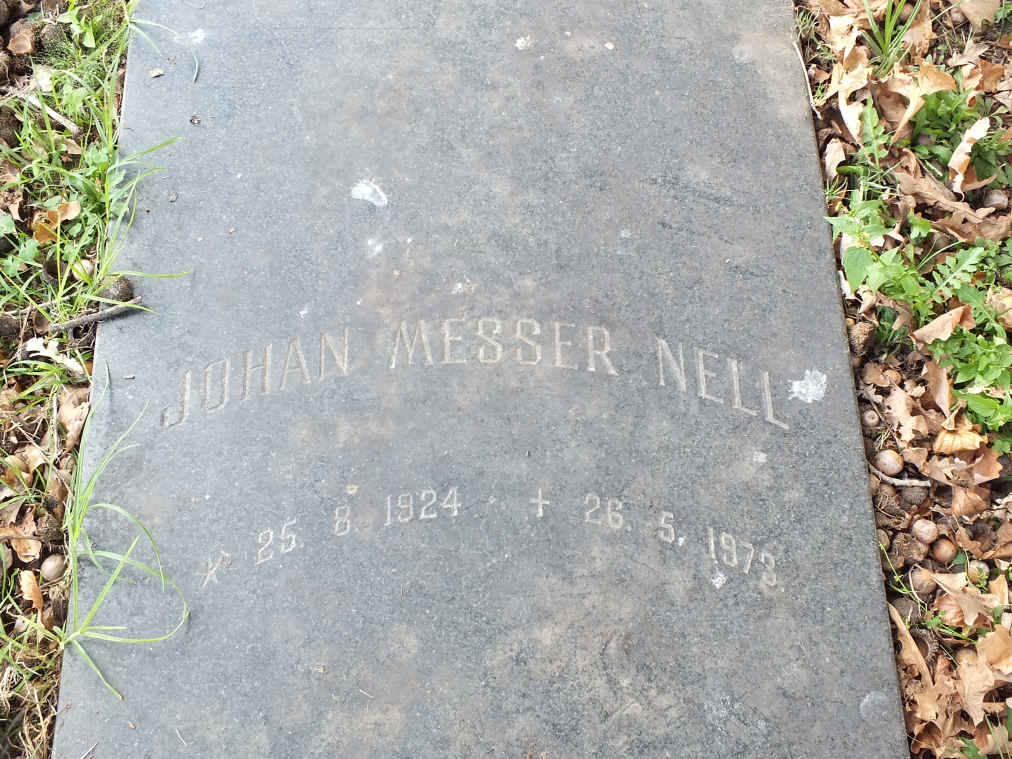 JOHAN MESSER NELL
* 25. 8. 1924 + 26. 5. 1973